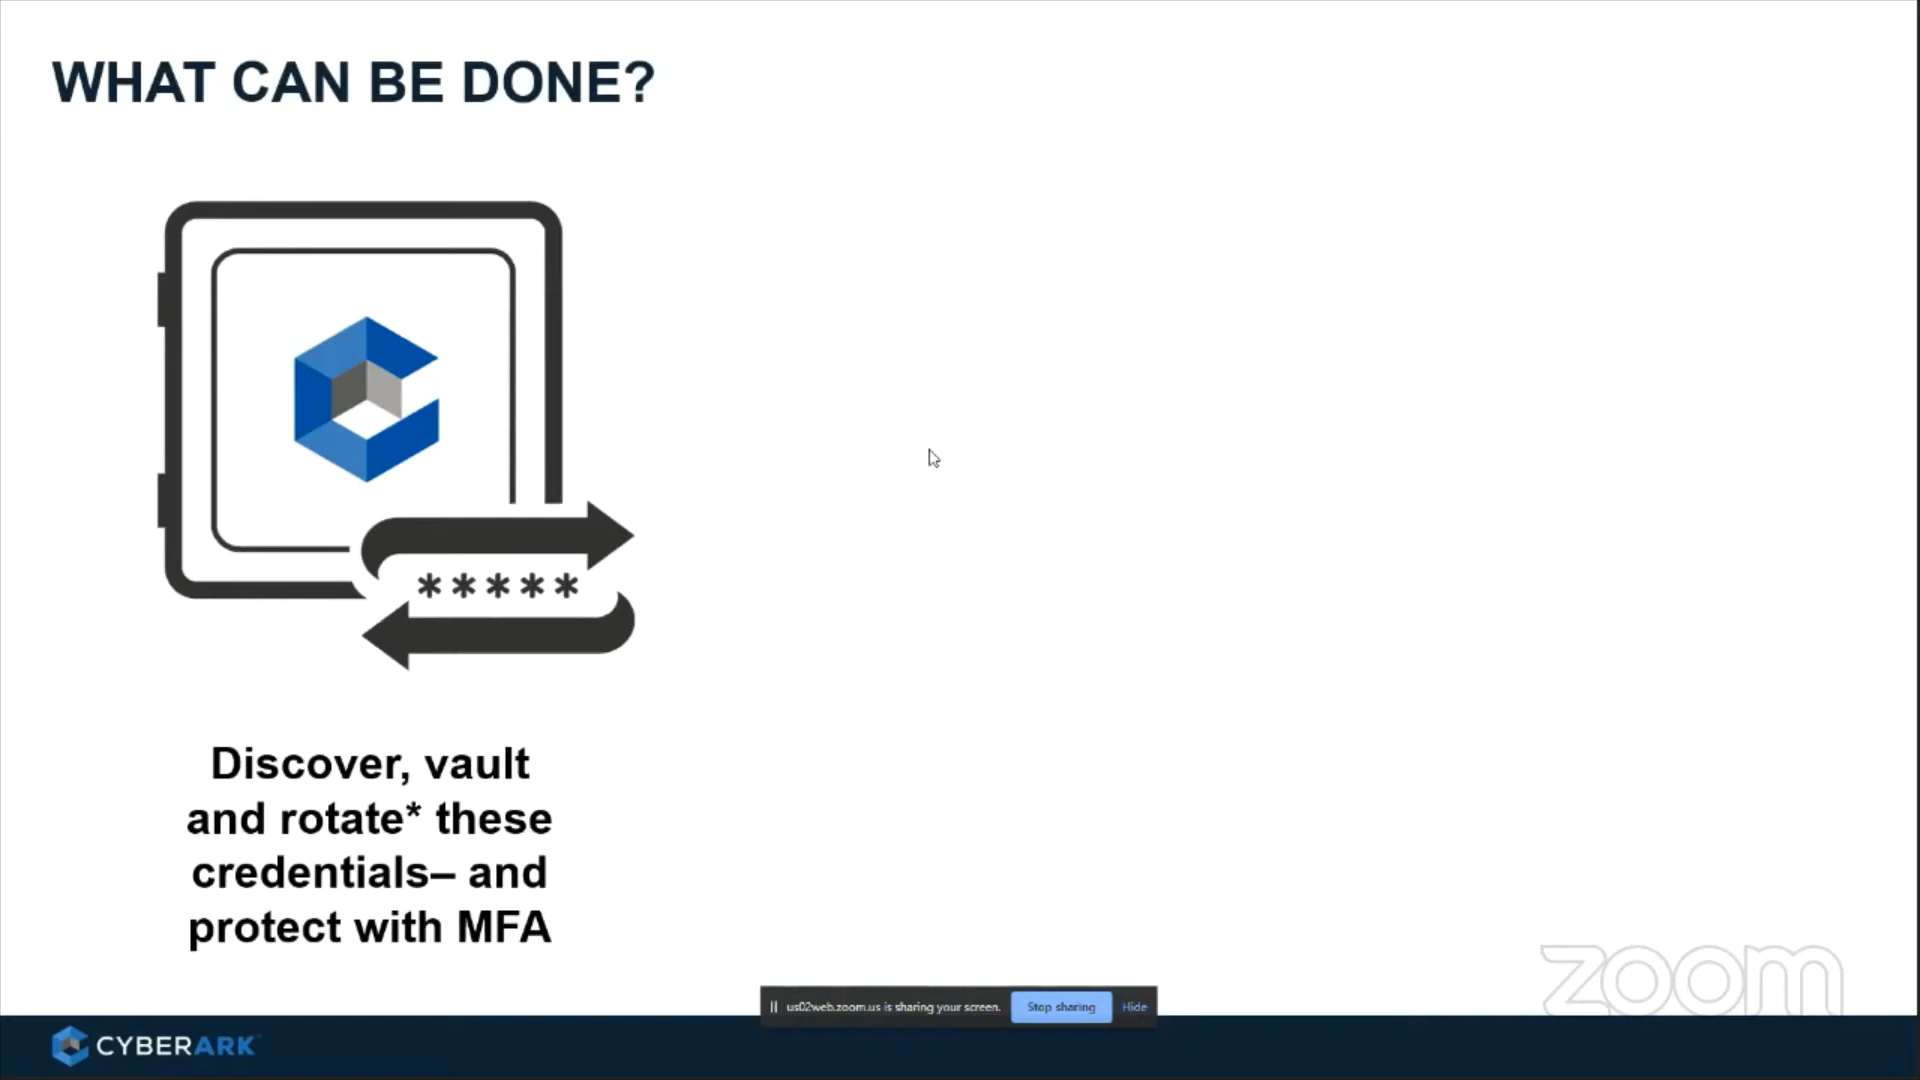 WHAT CAN BE DONE?
*****
Discover, vault
and rotate* these
credentials– and
protect with MFA
zoom
us02web.zoom.us is sharing your screen. Stop sharing Hide
CYBERARK